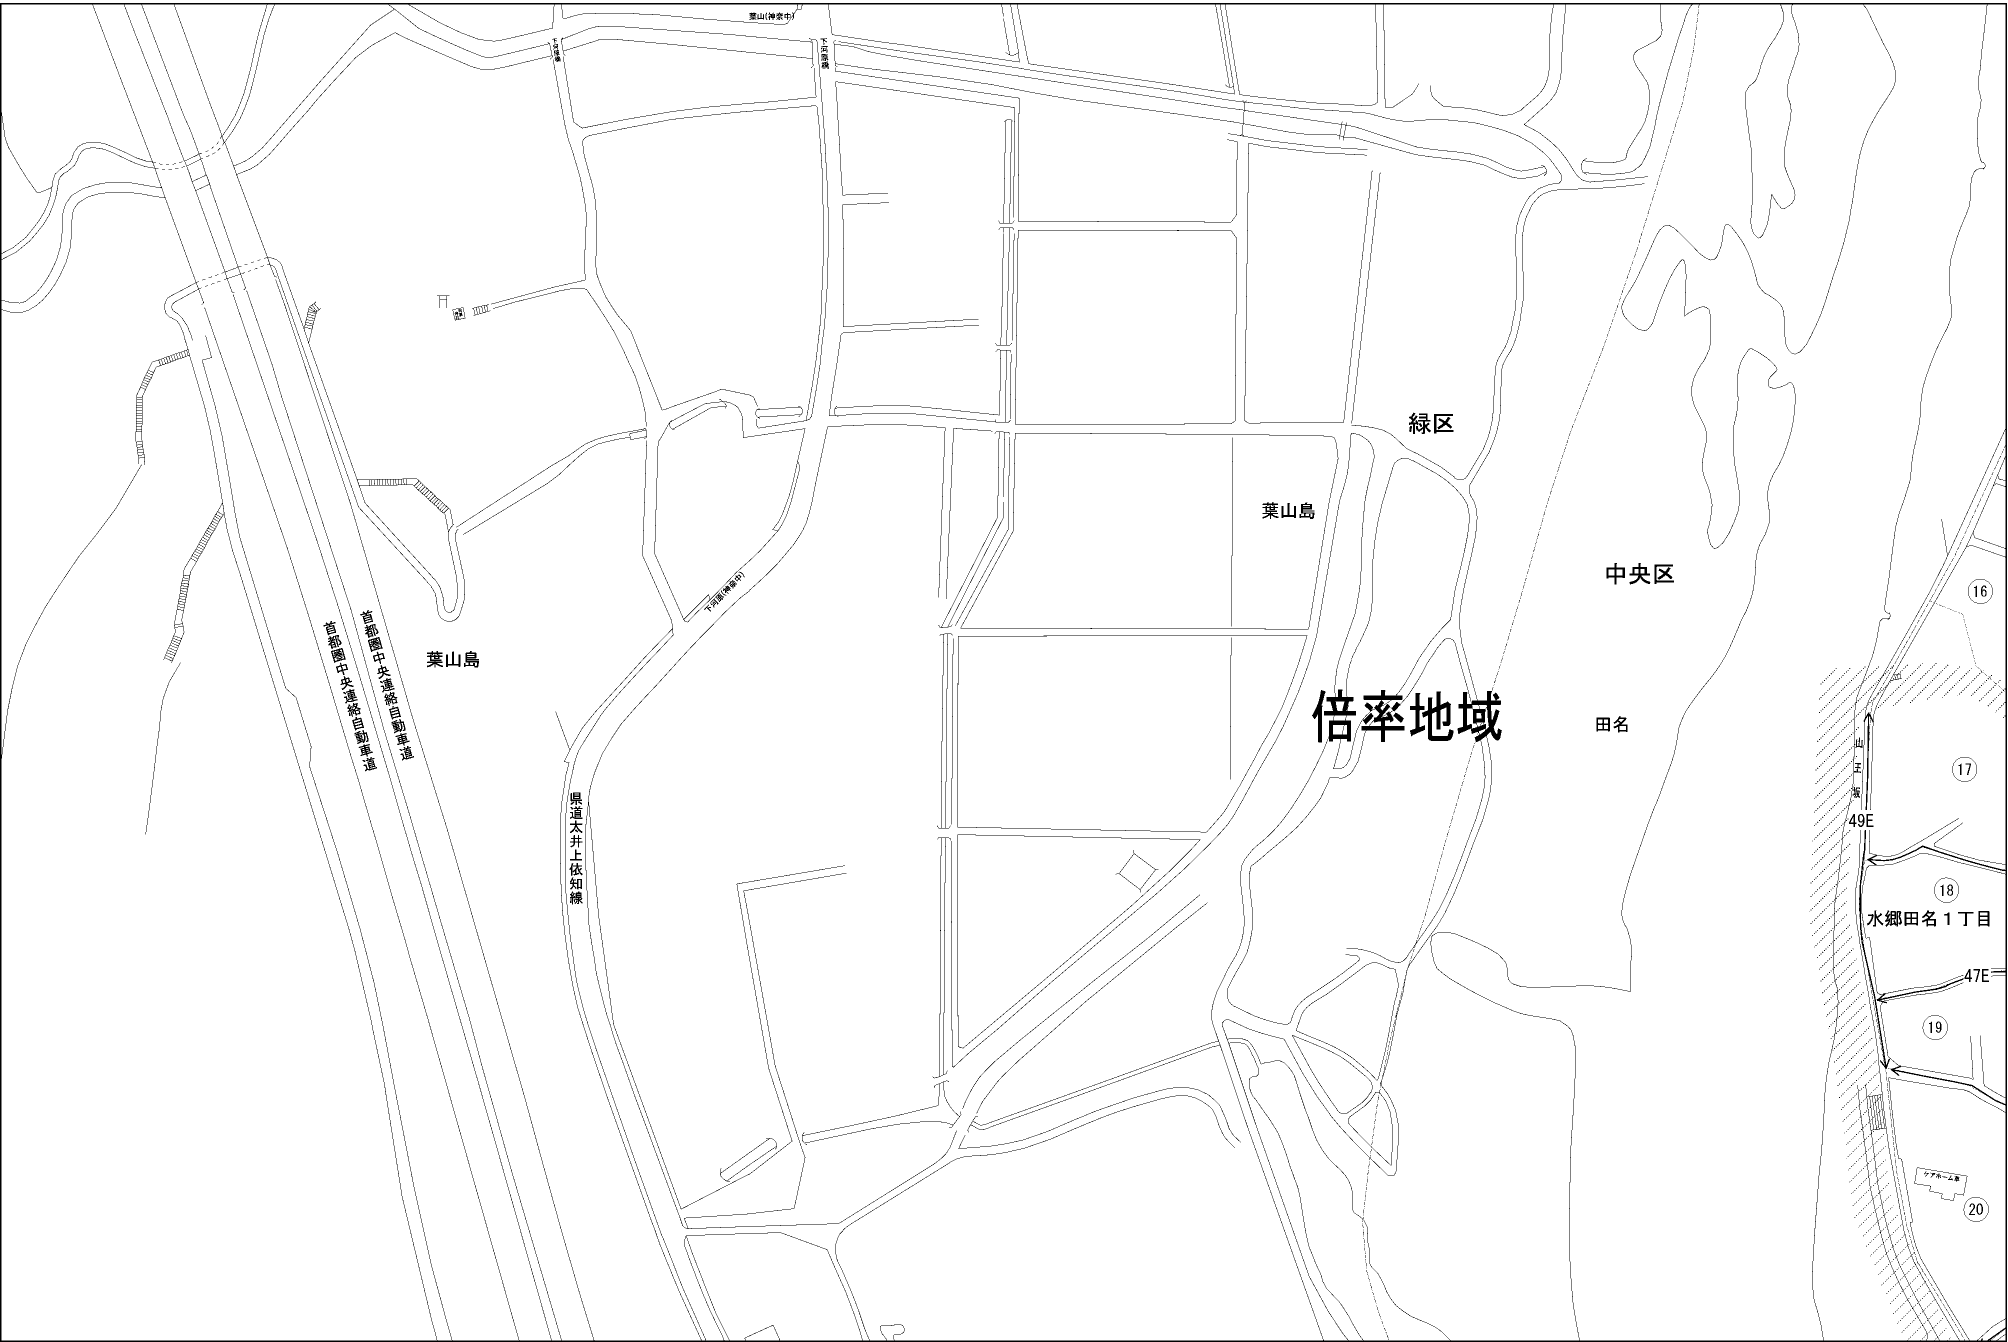 葉山(神奈中)
下河原橋
下河原橋
緑区
葉山島
中央区
16
下河原(神奈中)
首都圏中央連絡自動車道
首都圏中央連絡自動車道
葉山島
倍率地域
田名
山王坂
17
県道太井上依知線
49E
18
水郷田名1丁目
47E
19
20